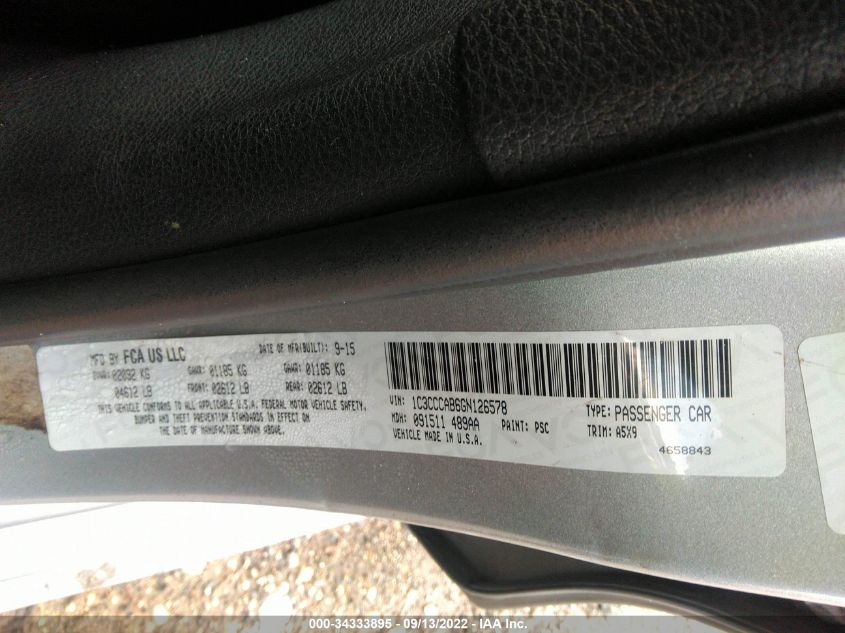 MFD BY FCA US LLC DATE OF MFR(BUILT): 9-15
GVWR: 02092 KG GAWR: 01185 KG GAWR: 01185 KG
04612 LB FRONT: 02612 LB REAR: 02612 LB
THIS VEHICLE CONFORMS TO ALL APPLICABLE U.S.A. FEDERAL MOTOR VEHICLE SAFETY,
BUMPER AND THEFT PREVENTION STANDARDS IN EFFECT ON
THE DATE OF MANUFACTURE SHOWN ABOVE.
VIN: 1C3CCCAB6GN126578 TYPE: PASSENGER CAR
MDH: 091511 489AA PAINT: PSC TRIM: A5X9
VEHICLE MADE IN U.S.A.
4658843
000-34333895 - 09/13/2022 - IAA Inc.